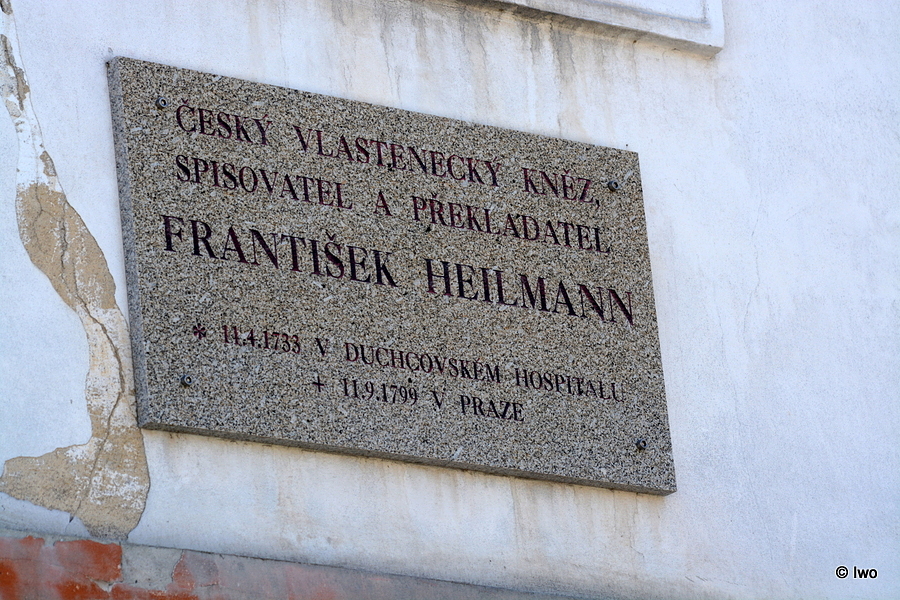 ČESKÝ VLASTENECKÝ KNĚZ,
SPISOVATEL A PŘEKLADATEL
FRANTIŠEK HEILMANN
* 11.4.1733 V DUCHCOVSKÉM HOSPITALU
+ 11.9.1799 V PRAZE
© Iwo